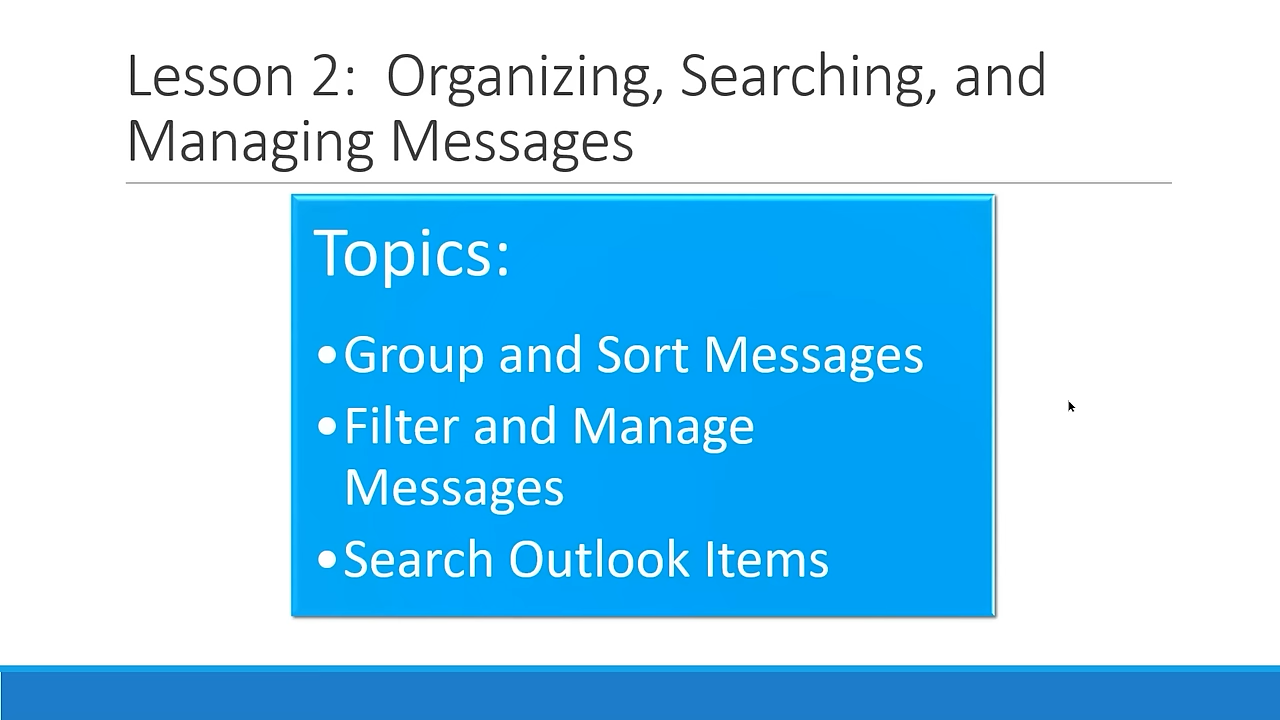 Lesson 2:  Organizing, Searching, and
Managing Messages
Topics:
•Group and Sort Messages
•Filter and Manage
Messages
•Search Outlook Items